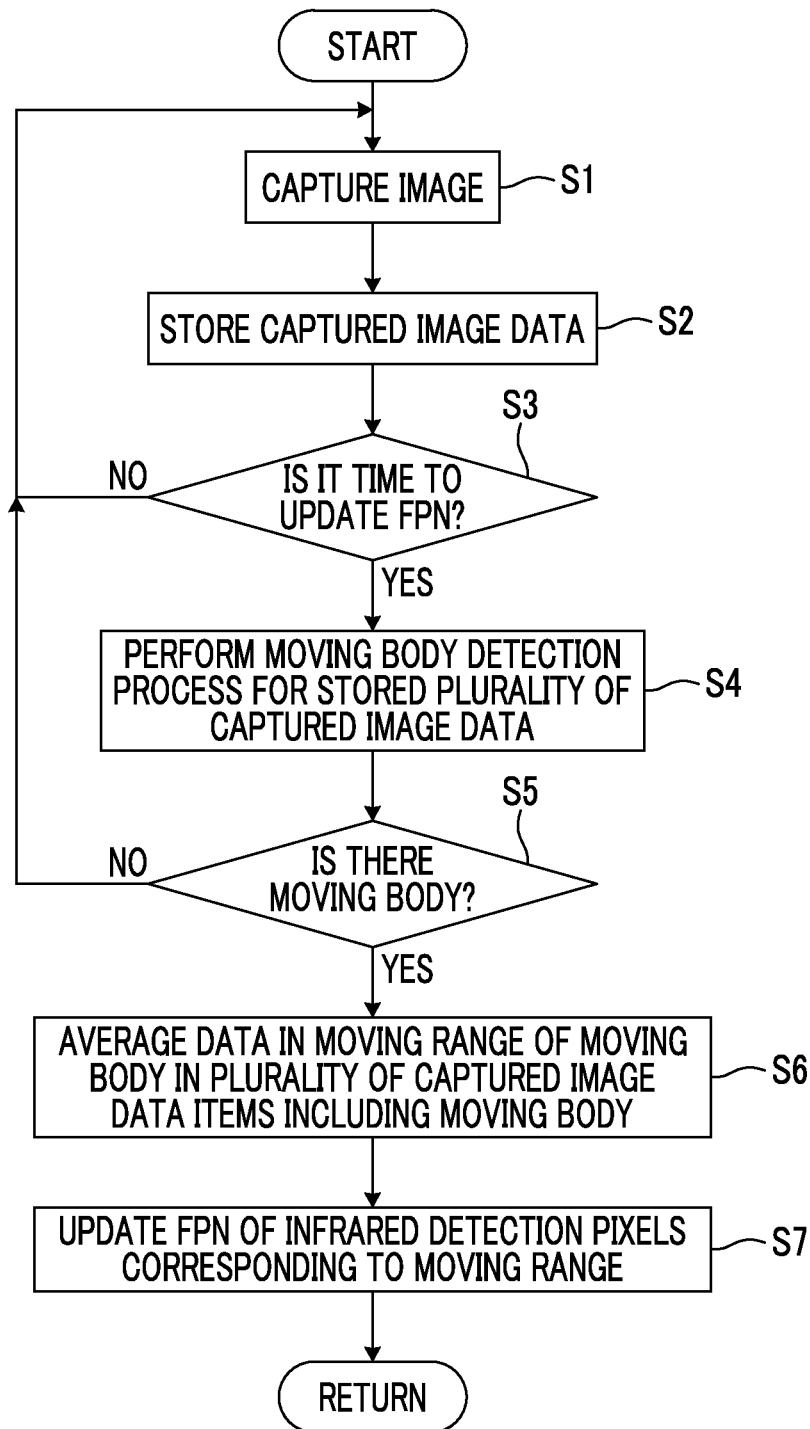 START
CAPTURE IMAGE
S1
STORE CAPTURED IMAGE DATA
S2
S3
NO
IS IT TIME TO
UPDATE FPN?
YES
PERFORM MOVING BODY DETECTION
PROCESS FOR STORED PLURALITY OF
CAPTURED IMAGE DATA
S4
S5
NO
IS THERE
MOVING BODY?
YES
AVERAGE DATA IN MOVING RANGE OF MOVING
BODY IN PLURALITY OF CAPTURED IMAGE
DATA ITEMS INCLUDING MOVING BODY
S6
UPDATE FPN OF INFRARED DETECTION PIXELS
CORRESPONDING TO MOVING RANGE
S7
RETURN